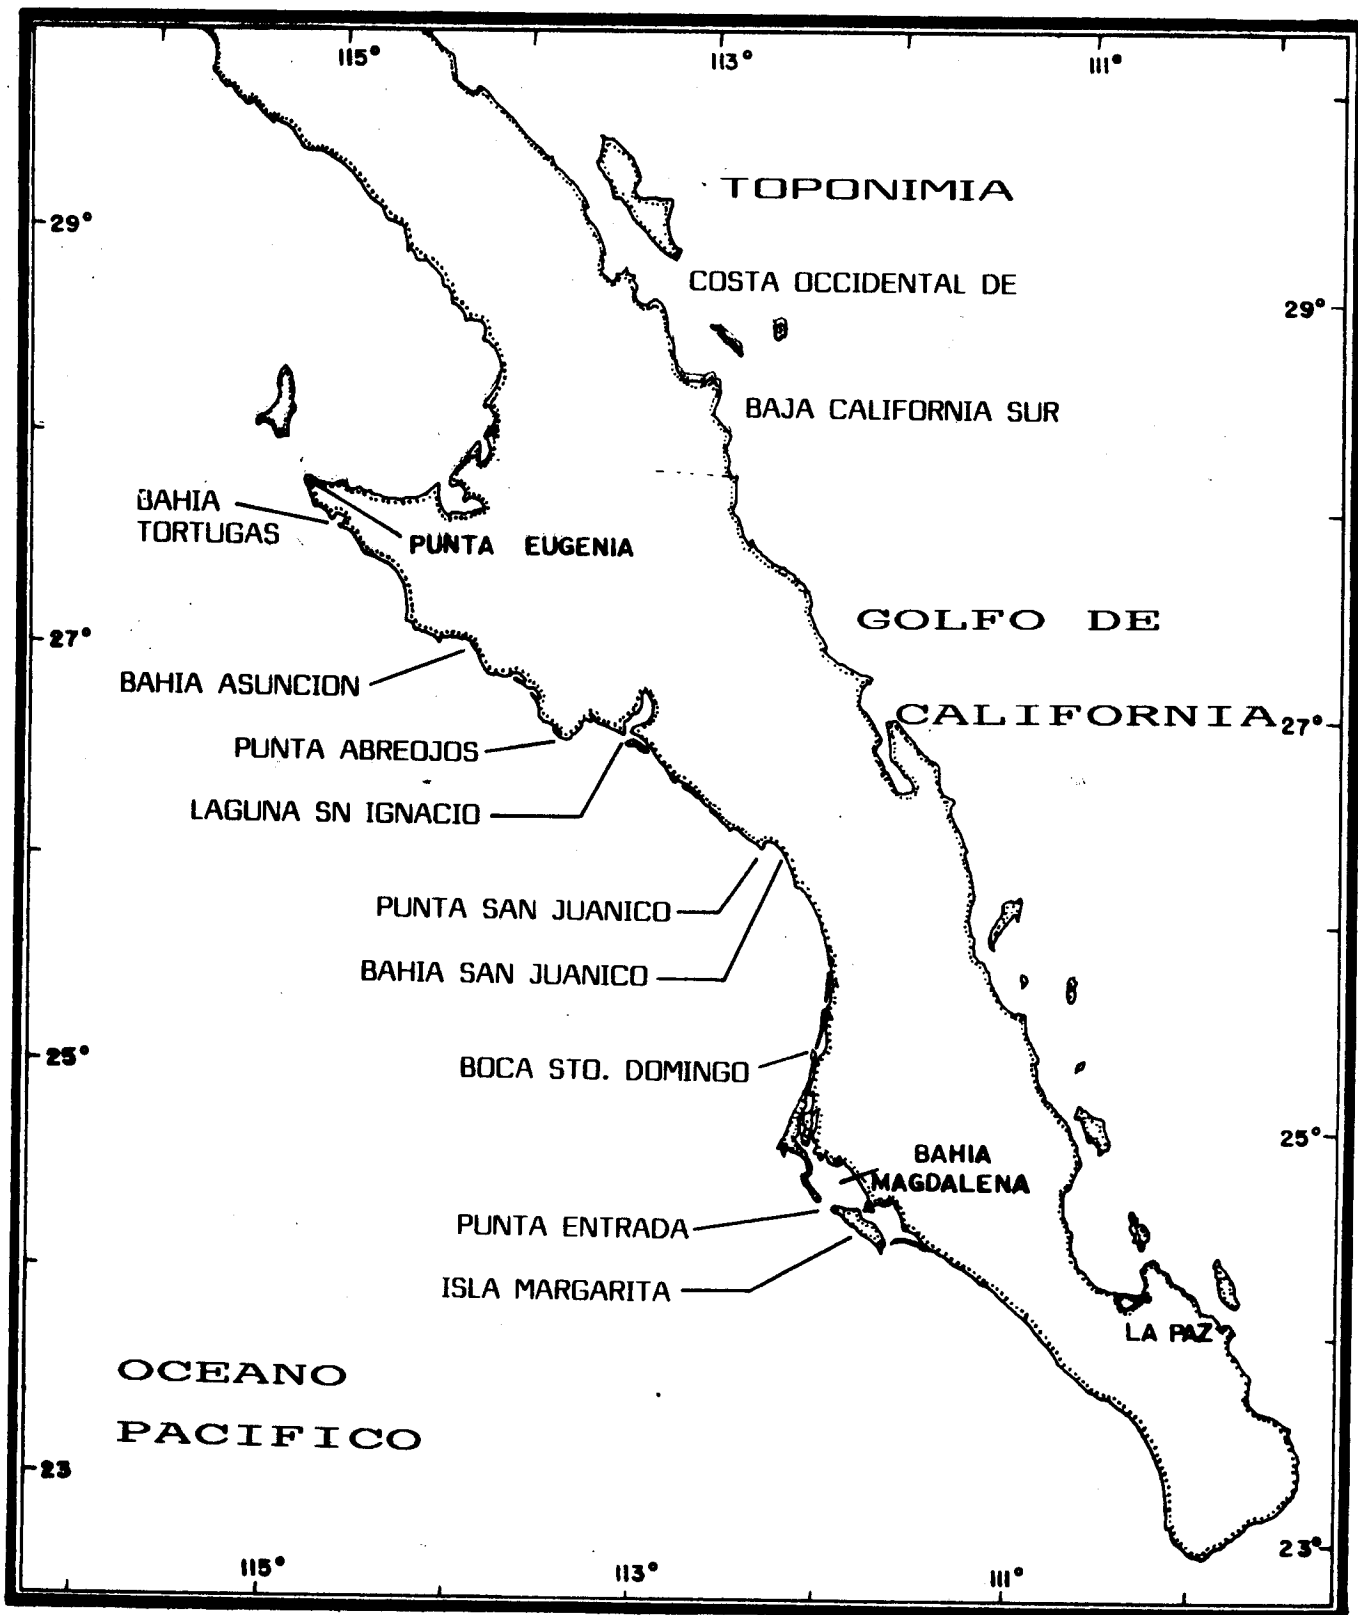 115°
113°
111°
TOPONIMIA
29°
COSTA OCCIDENTAL DE
29°
BAJA CALIFORNIA SUR
BAHIA
TORTUGAS
PUNTA EUGENIA
GOLFO DE
27°
BAHIA ASUNCION
CALIFORNIA
27°
PUNTA ABREOJOS
LAGUNA SN IGNACIO
PUNTA SAN JUANICO
BAHIA SAN JUANICO
25°
BOCA STO. DOMINGO
25°
BAHIA
MAGDALENA
PUNTA ENTRADA
ISLA MARGARITA
LA PAZ
OCEANO
PACIFICO
23
23°
115°
113°
111°